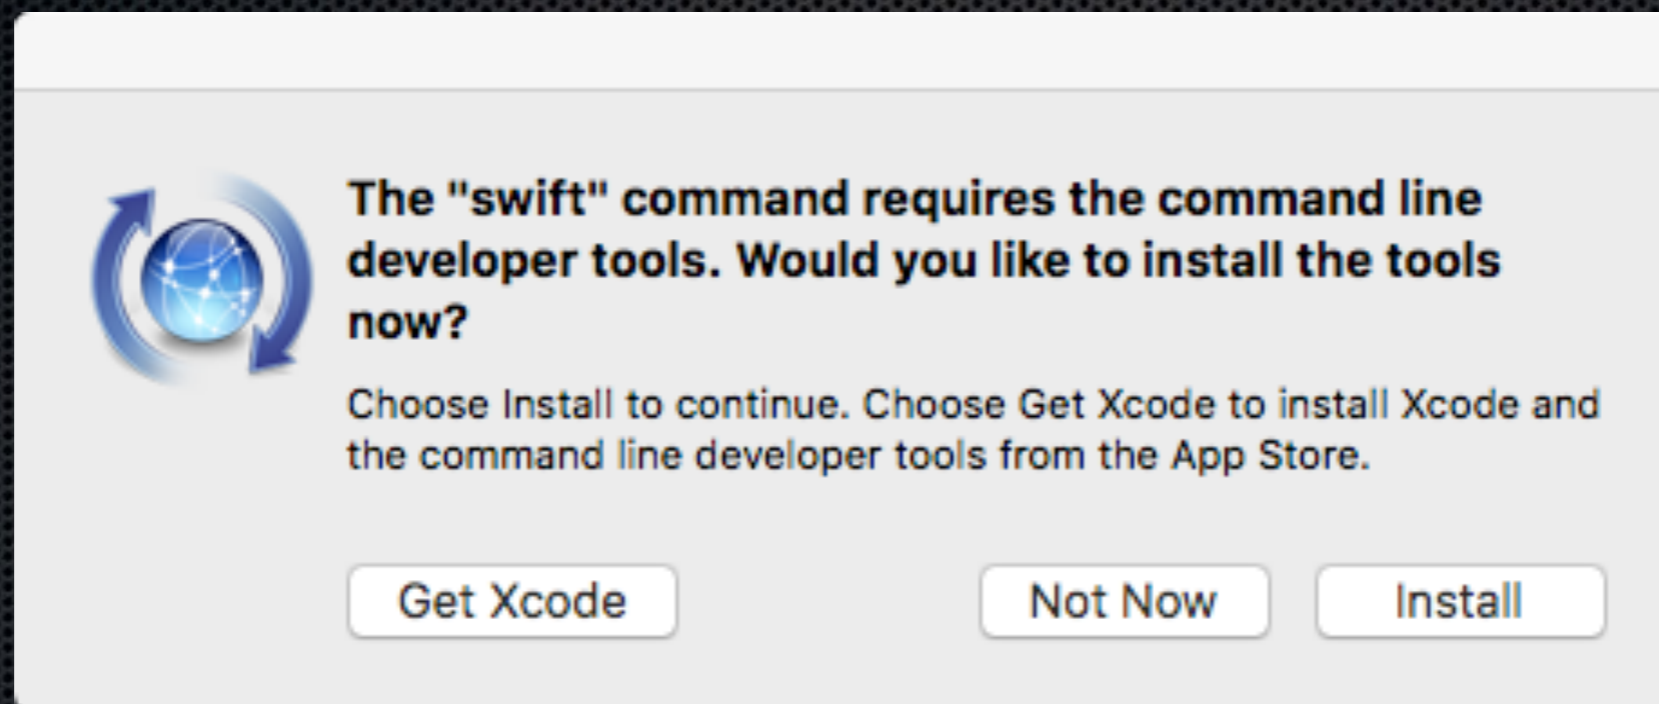 The "swift" command requires the command line
developer tools. Would you like to install the tools
now?
Choose Install to continue. Choose Get Xcode to install Xcode and
the command line developer tools from the App Store.
Get Xcode
Not Now
Install